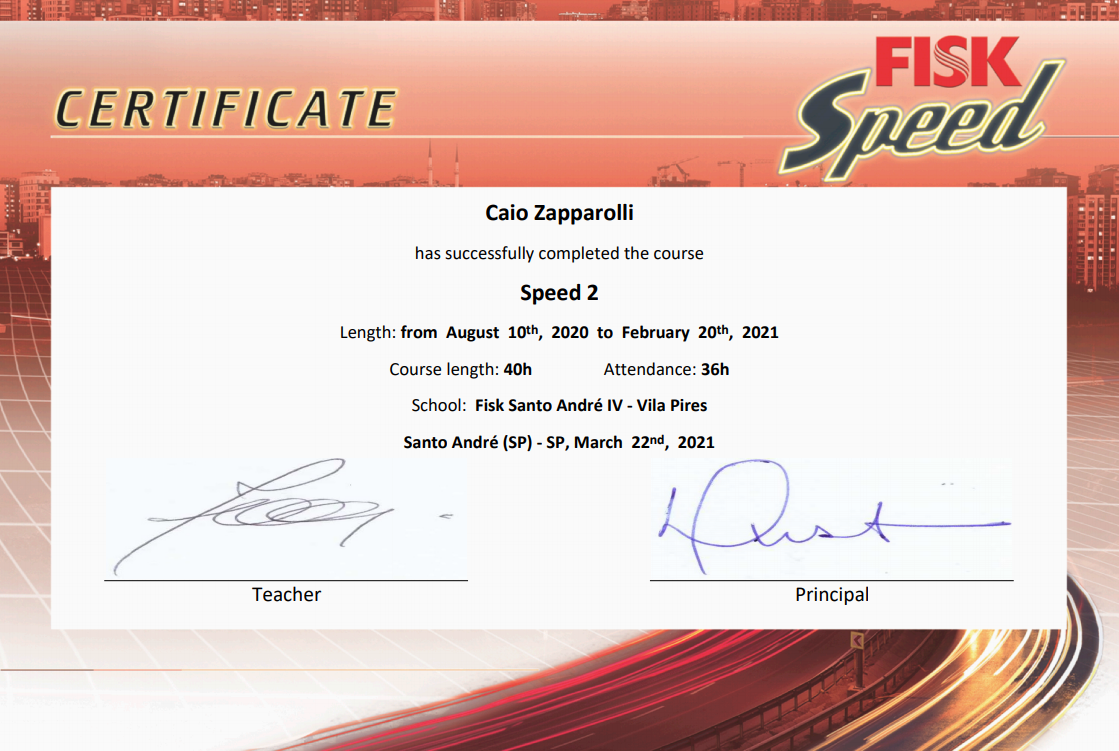 FISK
CERTIFICATE
Speed
Caio Zapparolli
has successfully completed the course
Speed 2
Length: from August 10th, 2020 to February 20th, 2021
Course length: 40h Attendance: 36h
School: Fisk Santo André IV - Vila Pires
Santo André (SP) - SP, March 22nd, 2021
Teacher
Principal